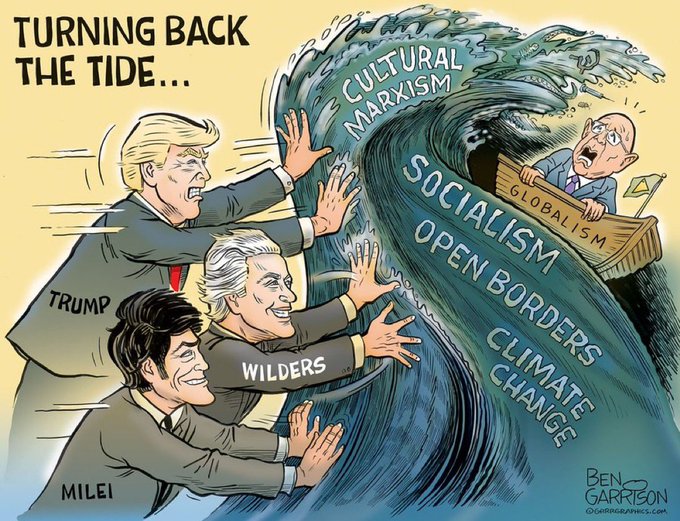 TURNING BACK
THE TIDE...
CULTURAL
MARXISM
GLOBALISM
SOCIALISM
OPEN BORDERS
CLIMATE
CHANGE
TRUMP
WILDERS
MILEI
BEN
GARRISON
©GRRRGRAPHICS.COM